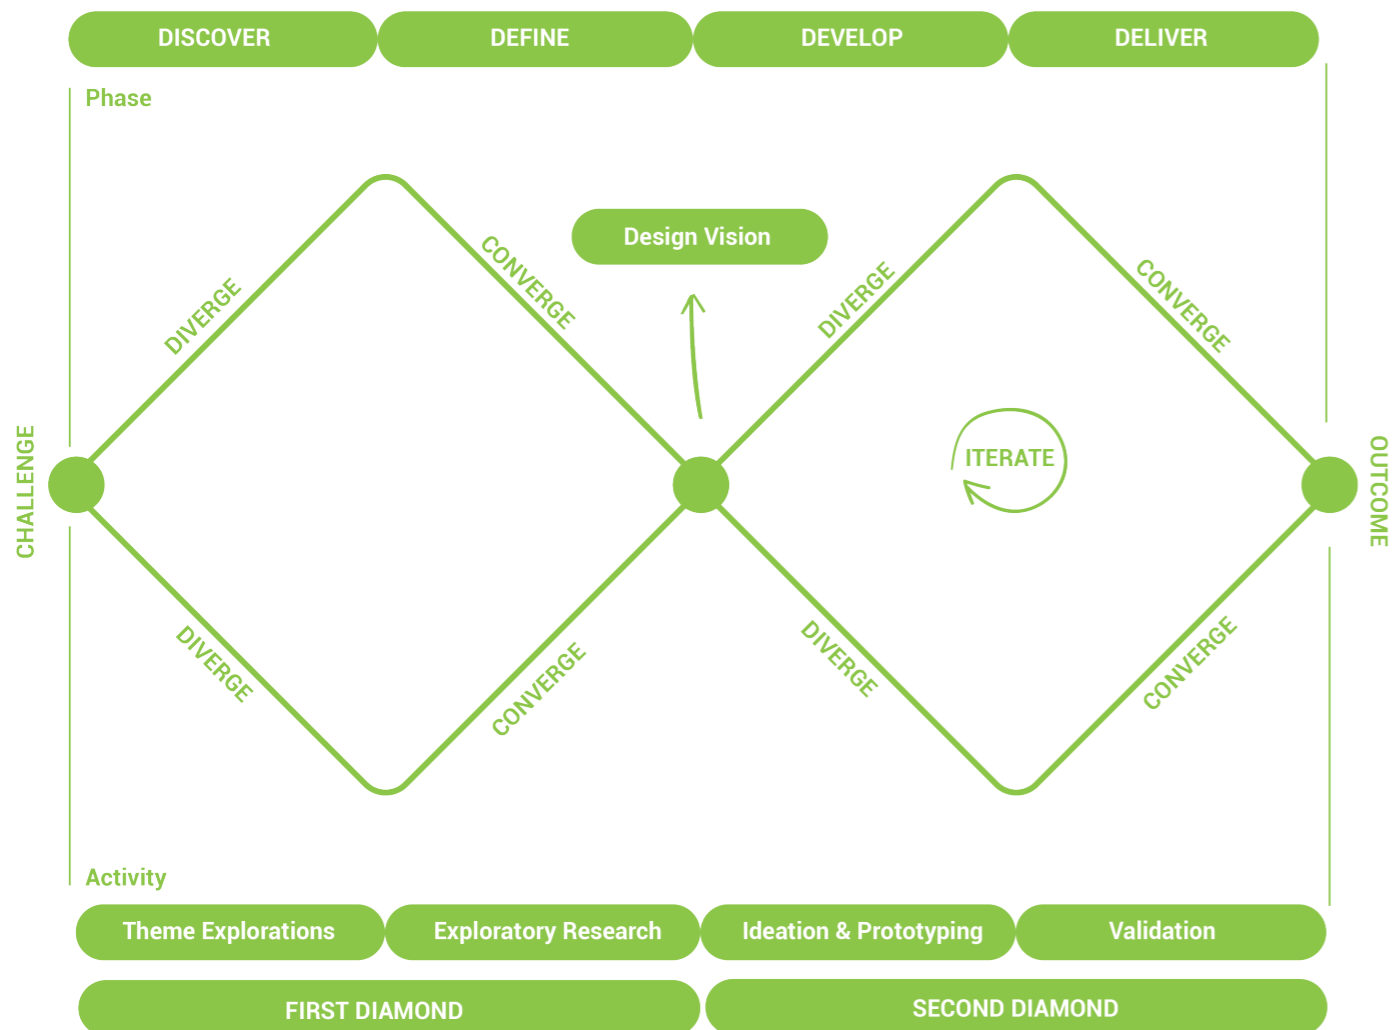 DISCOVER
DEFINE
DEVELOP
DELIVER
Phase
Design Vision
DIVERGE
CONVERGE
DIVERGE
CONVERGE
CHALLENGE
ITERATE
OUTCOME
DIVERGE
CONVERGE
DIVERGE
CONVERGE
Activity
Theme Explorations
Exploratory Research
Ideation & Prototyping
Validation
FIRST DIAMOND
SECOND DIAMOND